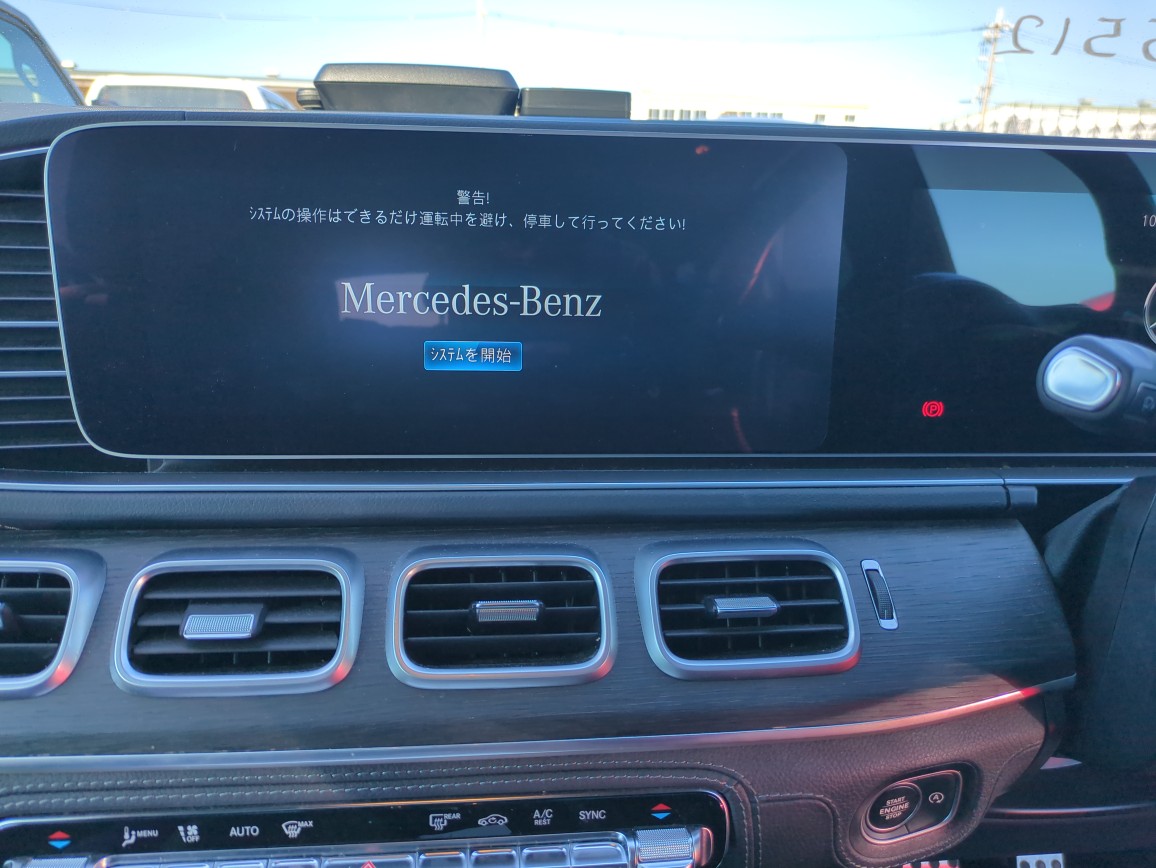 警告!
ｼｽﾃﾑの操作はできるだけ運転中を避け、停車して行ってください!
Mercedes-Benz
ｼｽﾃﾑを開始
10
START
ENGINE
STOP
A
MENU
OFF
AUTO
MAX
REAR
A/C
REST
SYNC